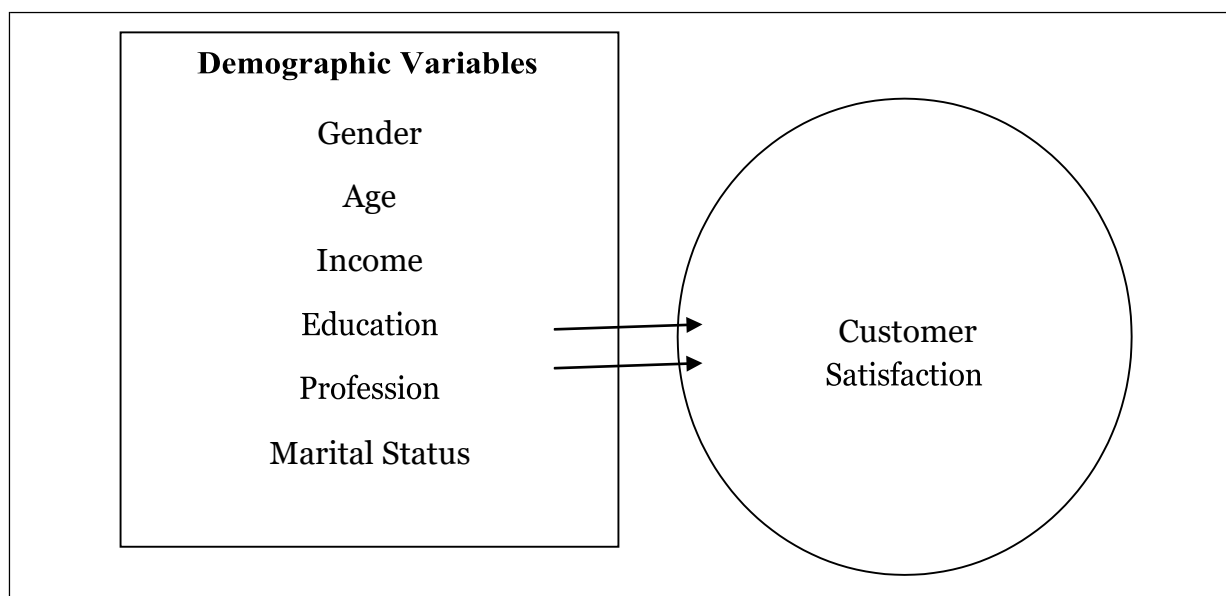 Demographic Variables
Gender
Age
Income
Education
Profession
Marital Status
Customer
Satisfaction